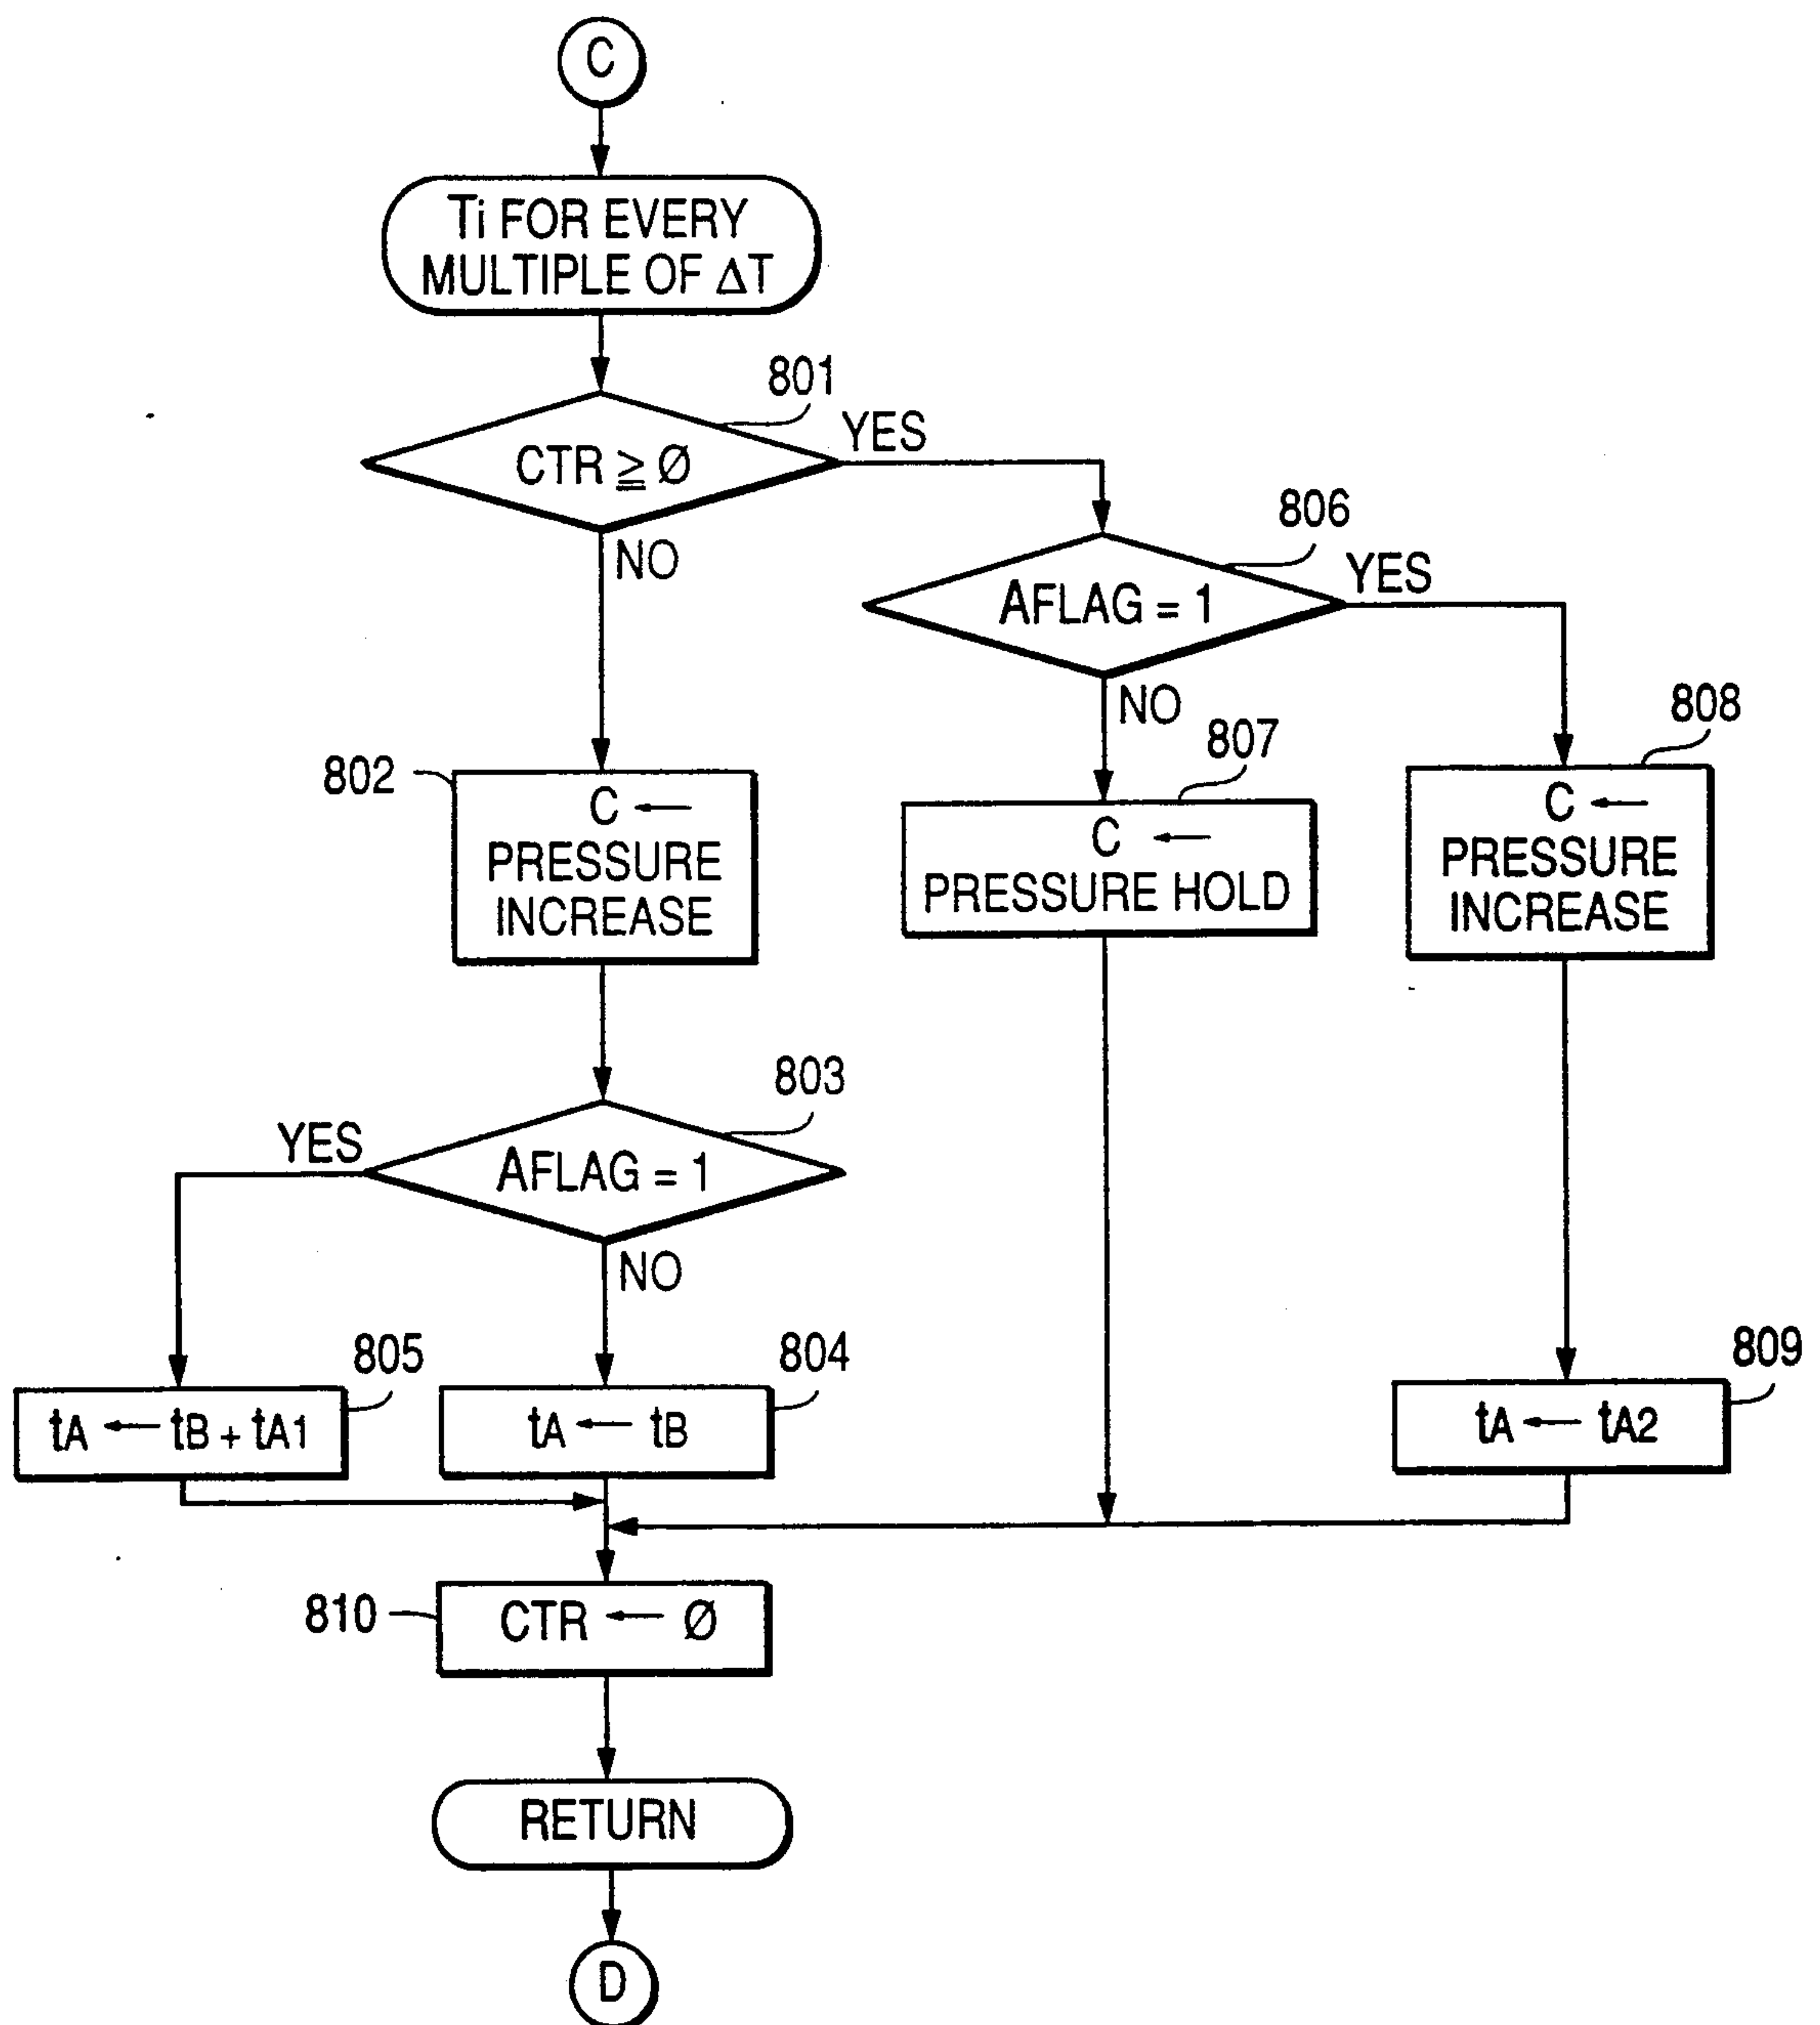 C
Ti FOR EVERY
MULTIPLE OF ΔT
801
CTR ≧ Ø
YES
NO
806
AFLAG = 1
YES
NO
802
C ←
PRESSURE
INCREASE
807
C ←
PRESSURE HOLD
808
C ←
PRESSURE
INCREASE
803
YES
AFLAG = 1
NO
805
tA ← tB + tA1
804
tA ← tB
809
tA ← tA2
810
CTR ← Ø
RETURN
D